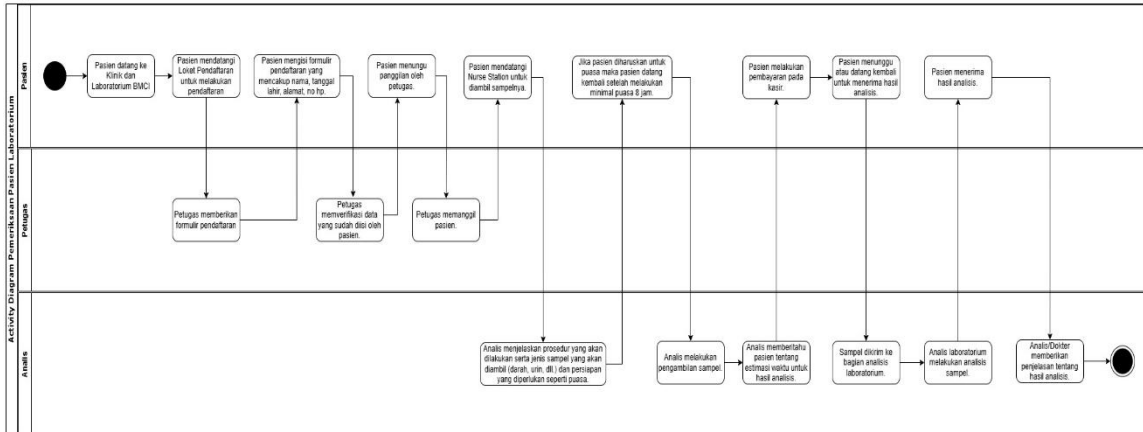 Activity Diagram Pemeriksaan Pasien Laboratorium
Pasien
Pasien datang ke
Klinik dan
Laboratorium BMCI
Pasien mendatangi
Loket Pendaftaran
untuk melakukan
pendaftaran
Pasien mengisi formulir
pendaftaran yang
mencakup nama, tanggal
lahir, alamat, no hp.
Pasien menungu
panggilan oleh
petugas.
Pasien mendatangi
Nurse Station untuk
diambil sampelnya.
Jika pasien diharuskan untuk
puasa maka pasien datang
kembali setelah melakukan
minimal puasa 8 jam.
Pasien melakukan
pembayaran pada
kasir.
Pasien menunggu
atau datang kembali
untuk menerima hasil
analisis.
Pasien menerima
hasil analisis.
Petugas
Petugas memberikan
formulir pendaftaran
Petugas
memverifikasi data
yang sudah diisi oleh
pasien.
Petugas memanggil
pasien.
Analis
Analis menjelaskan prosedur yang akan
dilakukan serta jenis sampel yang akan
diambil (darah, urin, dll.) dan persiapan
yang diperlukan seperti puasa.
Analis melakukan
pengambilan sampel.
Analis memberitahu
pasien tentang
estimasi waktu untuk
hasil analisis.
Sampel dikirim ke
bagian analisis
laboratorium.
Analis laboratorium
melakukan analisis
sampel.
Analis/Dokter
memberikan
penjelasan tentang
hasil analisis.